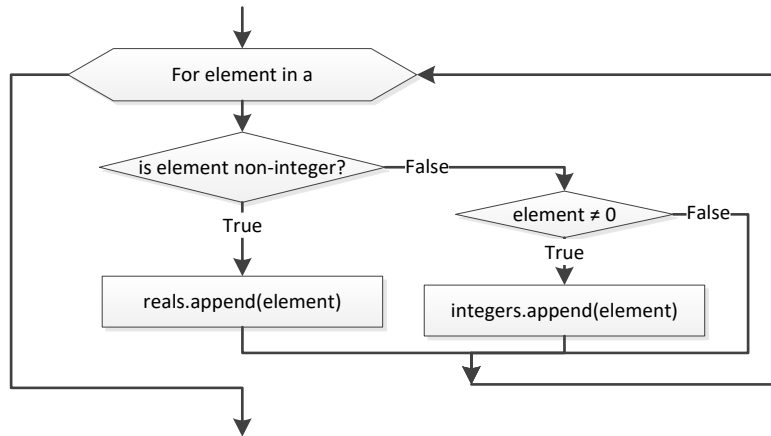 For element in a
is element non-integer?
False
element ≠ 0
False
True
True
reals.append(element)
integers.append(element)